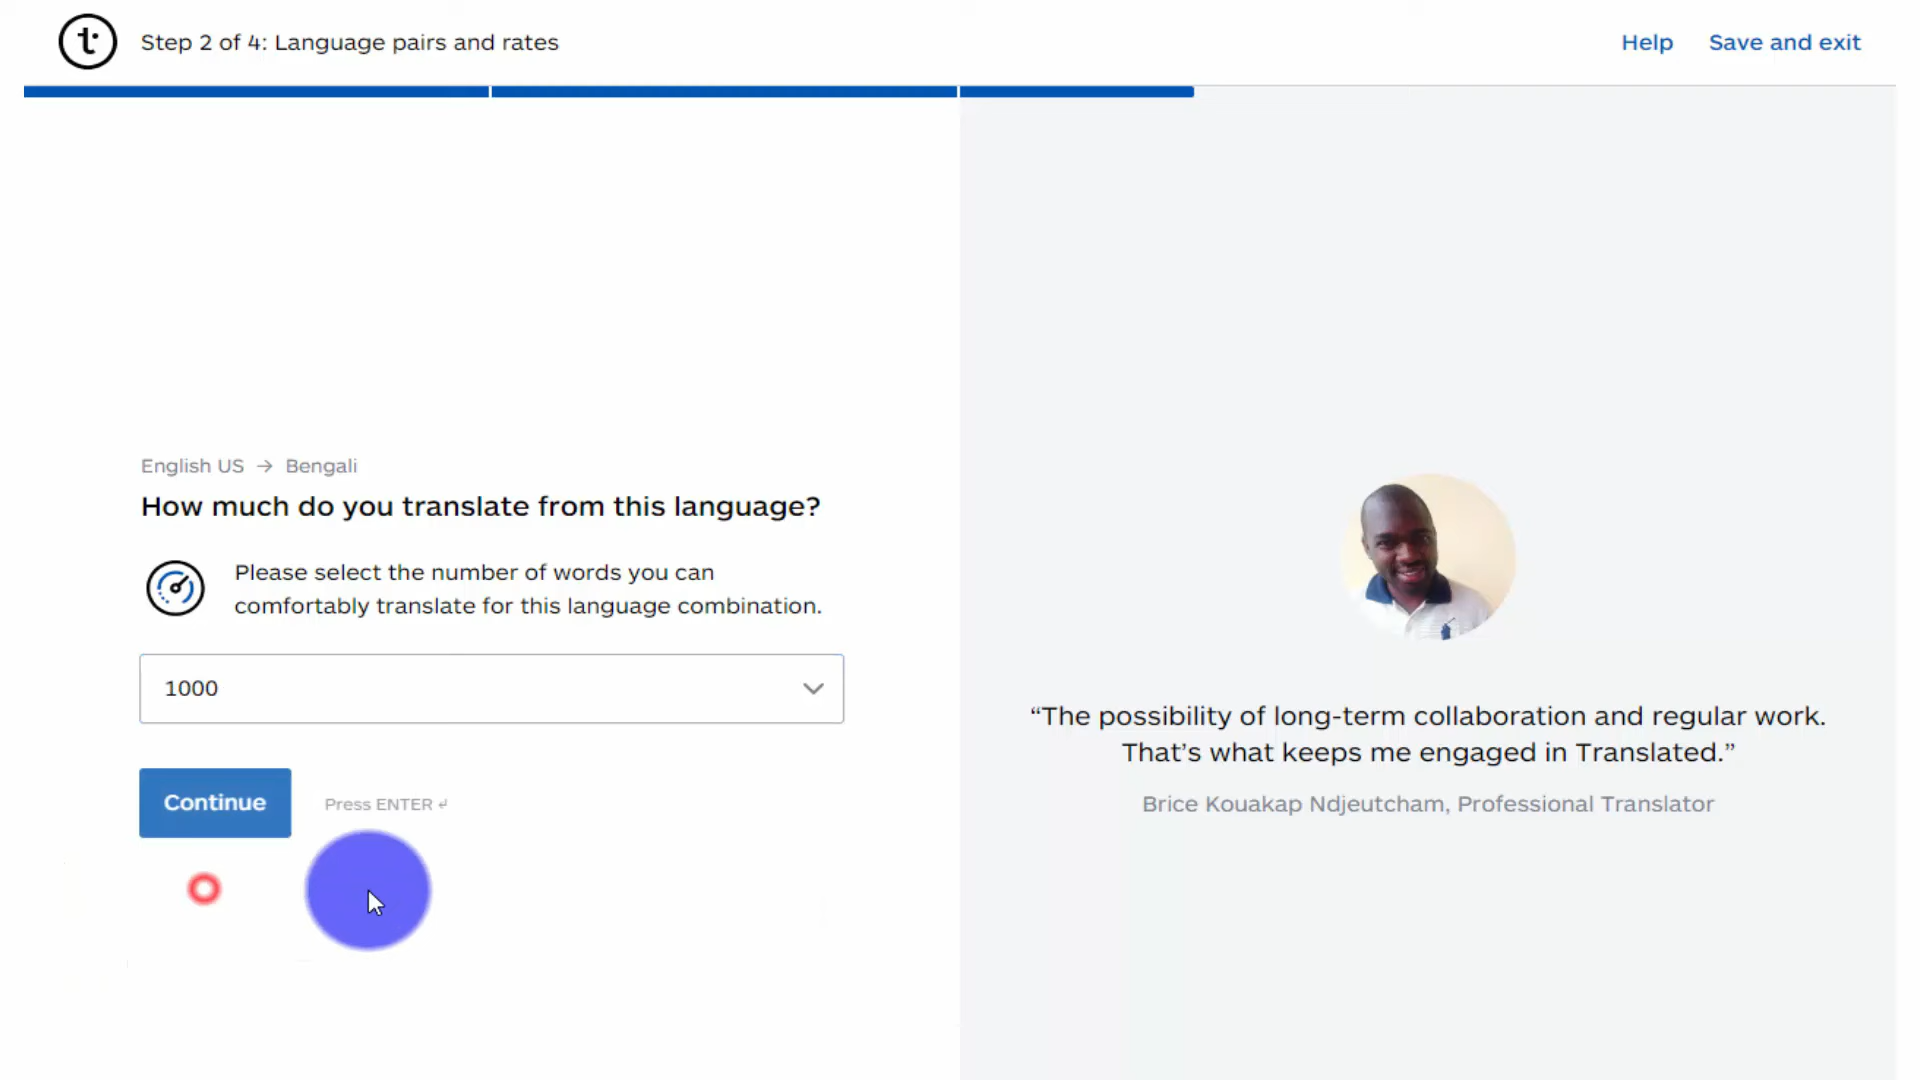 Step 2 of 4: Language pairs and rates
Help
Save and exit
English US → Bengali
How much do you translate from this language?
Please select the number of words you can
comfortably translate for this language combination.
1000
Continue
Press ENTER ↵
“The possibility of long-term collaboration and regular work.
That’s what keeps me engaged in Translated.”
Brice Kouakap Ndjeutcham, Professional Translator